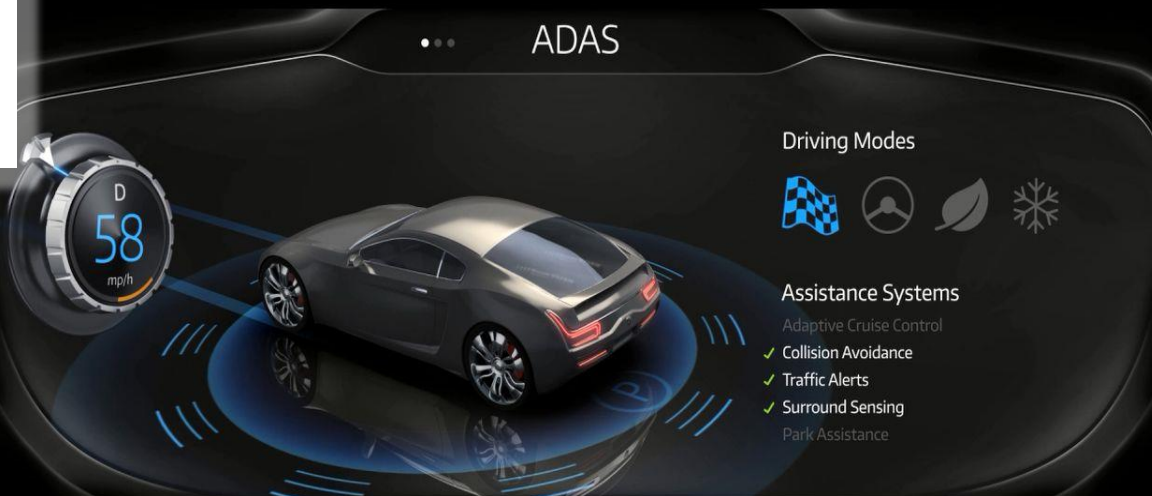 ADAS
D
58
mp/h
Driving Modes
Assistance Systems
Adaptive Cruise Control
Collision Avoidance
Traffic Alerts
Surround Sensing
Park Assistance
P